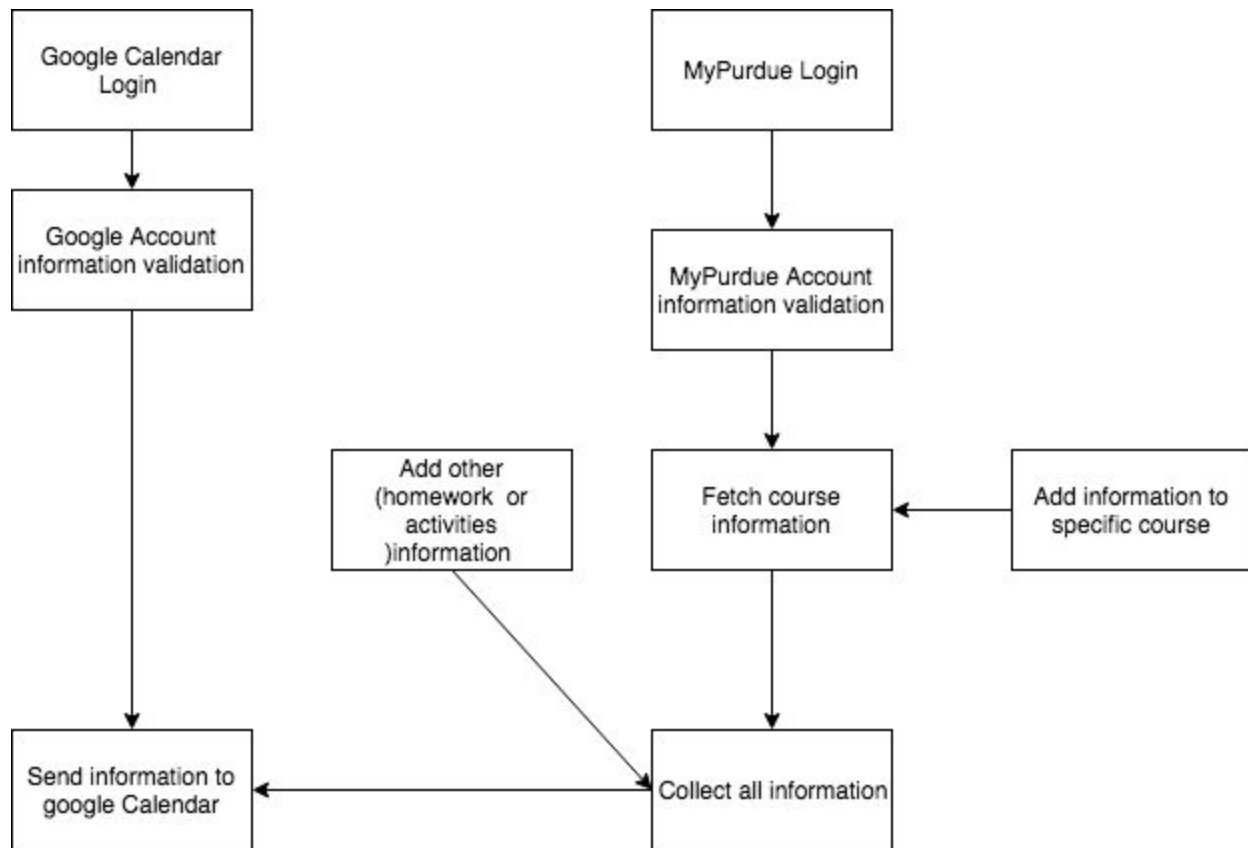 Google Calendar
Login
MyPurdue Login
Google Account
information validation
MyPurdue Account
information validation
Add other
(homework or
activities
)information
Fetch course
information
Add information to
specific course
Send information to
google Calendar
Collect all information